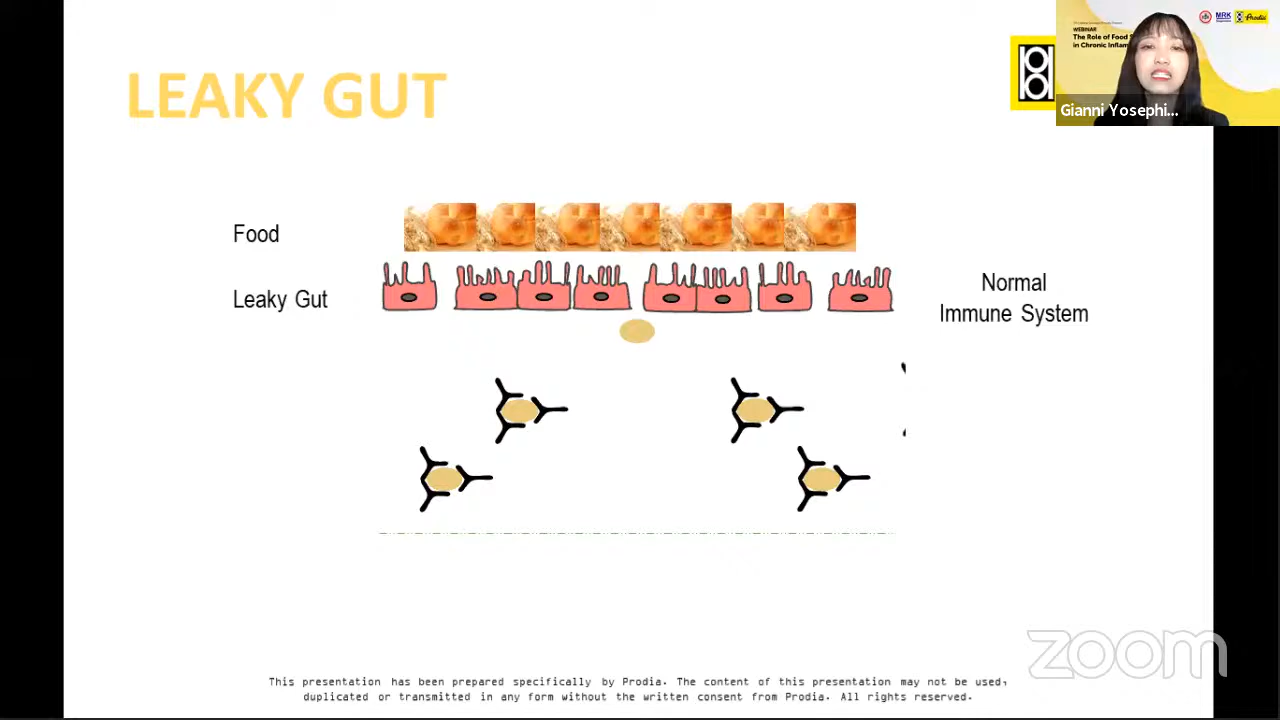 LEAKY GUT
WEBINAR
The Role of Food S
in Chronic Inflam
MRK
Prodia
Gianni Yosephi...
Food
Leaky Gut
Normal
Immune System
zoom
This presentation has been prepared specifically by Prodia. The content of this presentation may not be used,
duplicated or transmitted in any form without the written consent from Prodia. All rights reserved.